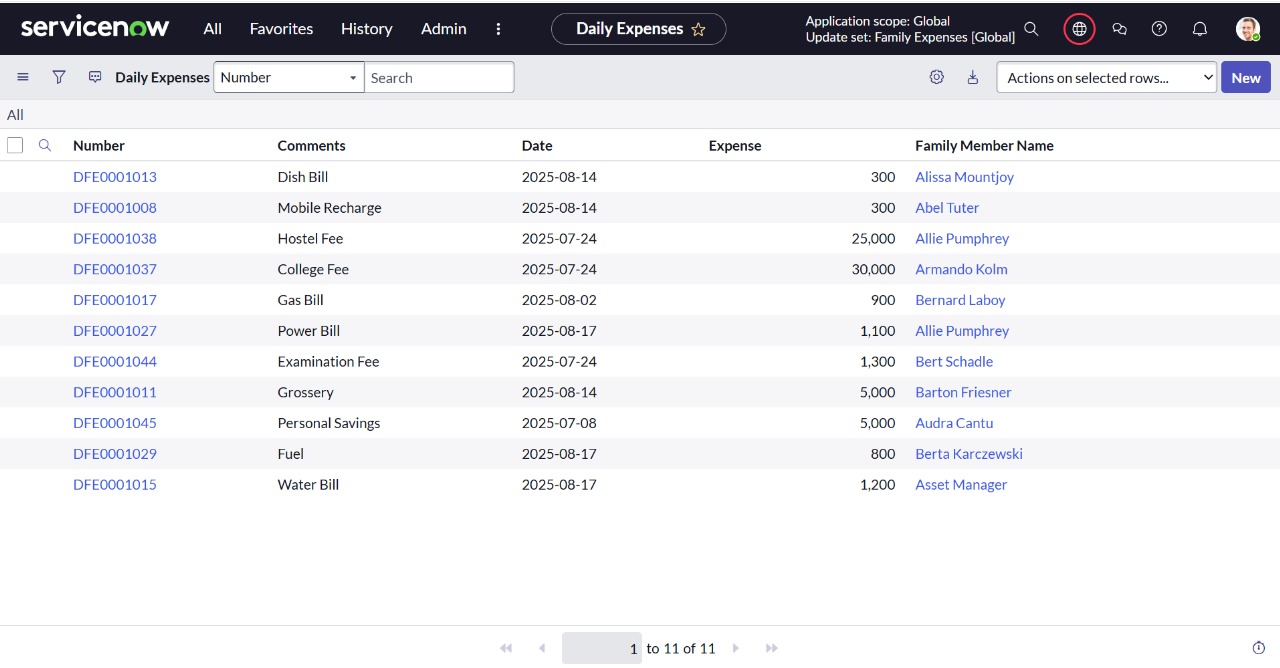 servicenow All Favorites History Admin Daily Expenses Application scope: Global
Update set: Family Expenses [Global]
Daily Expenses Number Search Actions on selected rows... New
All
Number Comments Date Expense Family Member Name
DFE0001013 Dish Bill 2025-08-14 300 Alissa Mountjoy
DFE0001008 Mobile Recharge 2025-08-14 300 Abel Tuter
DFE0001038 Hostel Fee 2025-07-24 25,000 Allie Pumphrey
DFE0001037 College Fee 2025-07-24 30,000 Armando Kolm
DFE0001017 Gas Bill 2025-08-02 900 Bernard Laboy
DFE0001027 Power Bill 2025-08-17 1,100 Allie Pumphrey
DFE0001044 Examination Fee 2025-07-24 1,300 Bert Schadle
DFE0001011 Grossery 2025-08-14 5,000 Barton Friesner
DFE0001045 Personal Savings 2025-07-08 5,000 Audra Cantu
DFE0001029 Fuel 2025-08-17 800 Berta Karczewski
DFE0001015 Water Bill 2025-08-17 1,200 Asset Manager
1 to 11 of 11